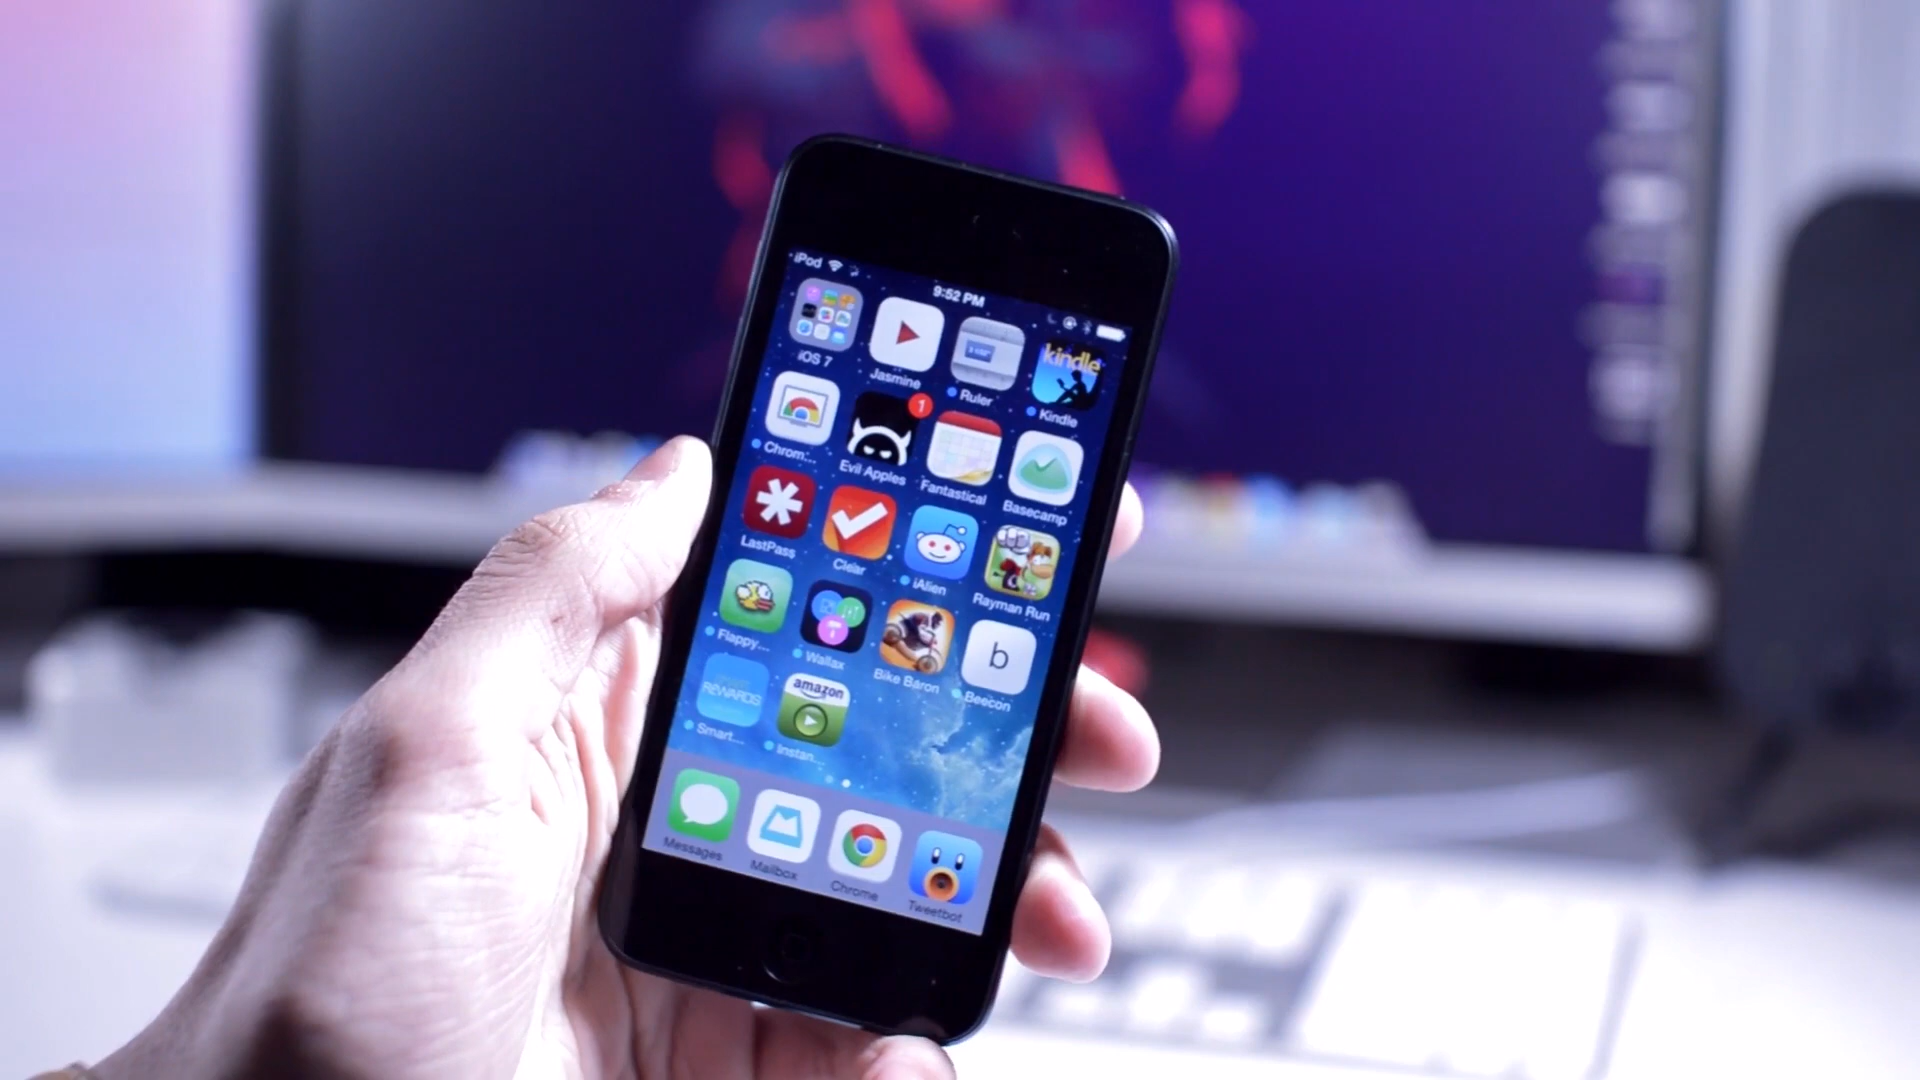 iPod
9:52 PM
iOS 7
Jasmine
Ruler
kindle
Kindle
Chrom...
1
Evil Apples
Fantastical
Basecamp
LastPass
Clear
iAlien
Rayman Run
Flappy...
Wallax
Bike Baron
b
Beecon
REWARDS
Smart...
amazon
Instan...
Messages
Mailbox
Chrome
Tweetbot